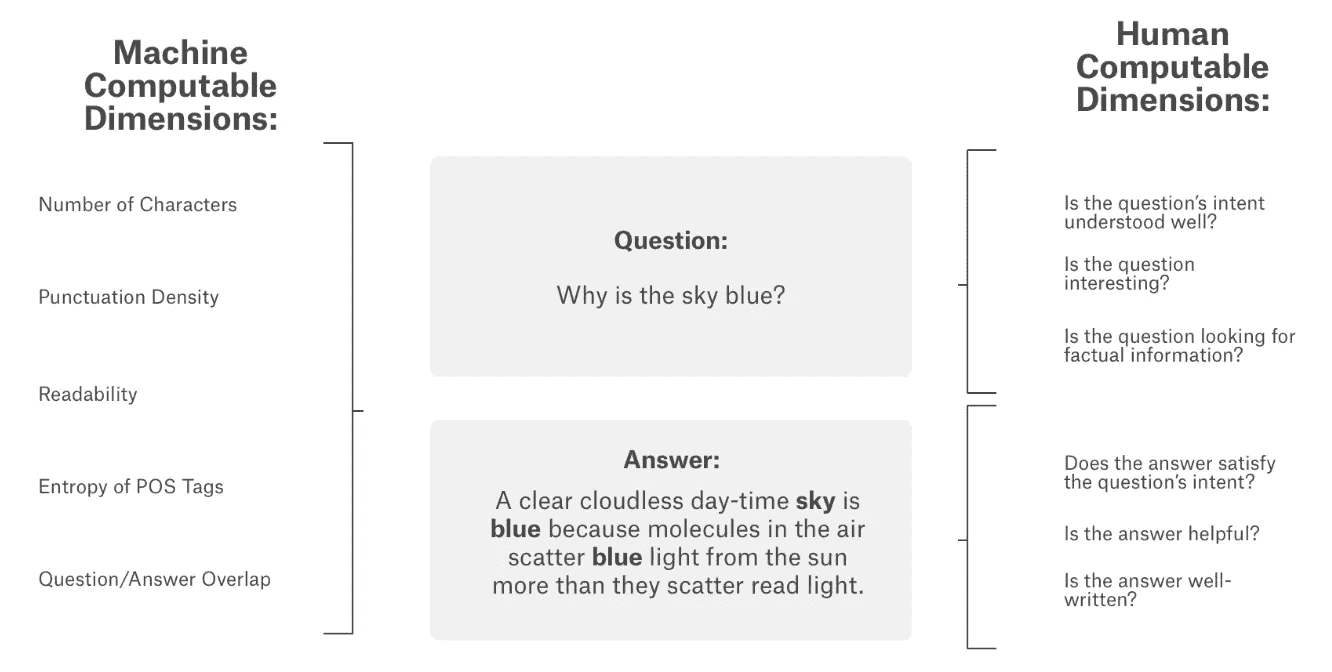 Machine
Computable
Dimensions:
Number of Characters
Punctuation Density
Readability
Entropy of POS Tags
Question/Answer Overlap
Question:
Why is the sky blue?
Answer:
A clear cloudless day-time sky is
blue because molecules in the air
scatter blue light from the sun
more than they scatter read light.
Human
Computable
Dimensions:
Is the question’s intent
understood well?
Is the question
interesting?
Is the question looking for
factual information?
Does the answer satisfy
the question’s intent?
Is the answer helpful?
Is the answer well-
written?